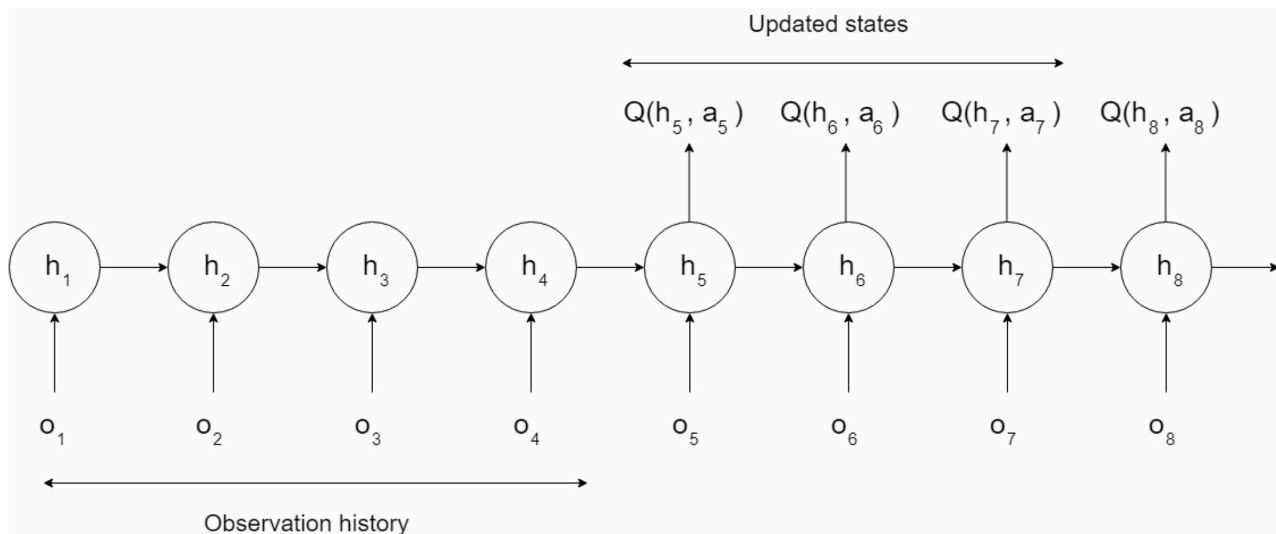 Updated states
Q(h₅ , a₅ ) Q(h₆ , a₆ ) Q(h₇ , a₇ ) Q(h₈ , a₈ )
h₁ h₂ h₃ h₄ h₅ h₆ h₇ h₈
o₁ o₂ o₃ o₄ o₅ o₆ o₇ o₈
Observation history